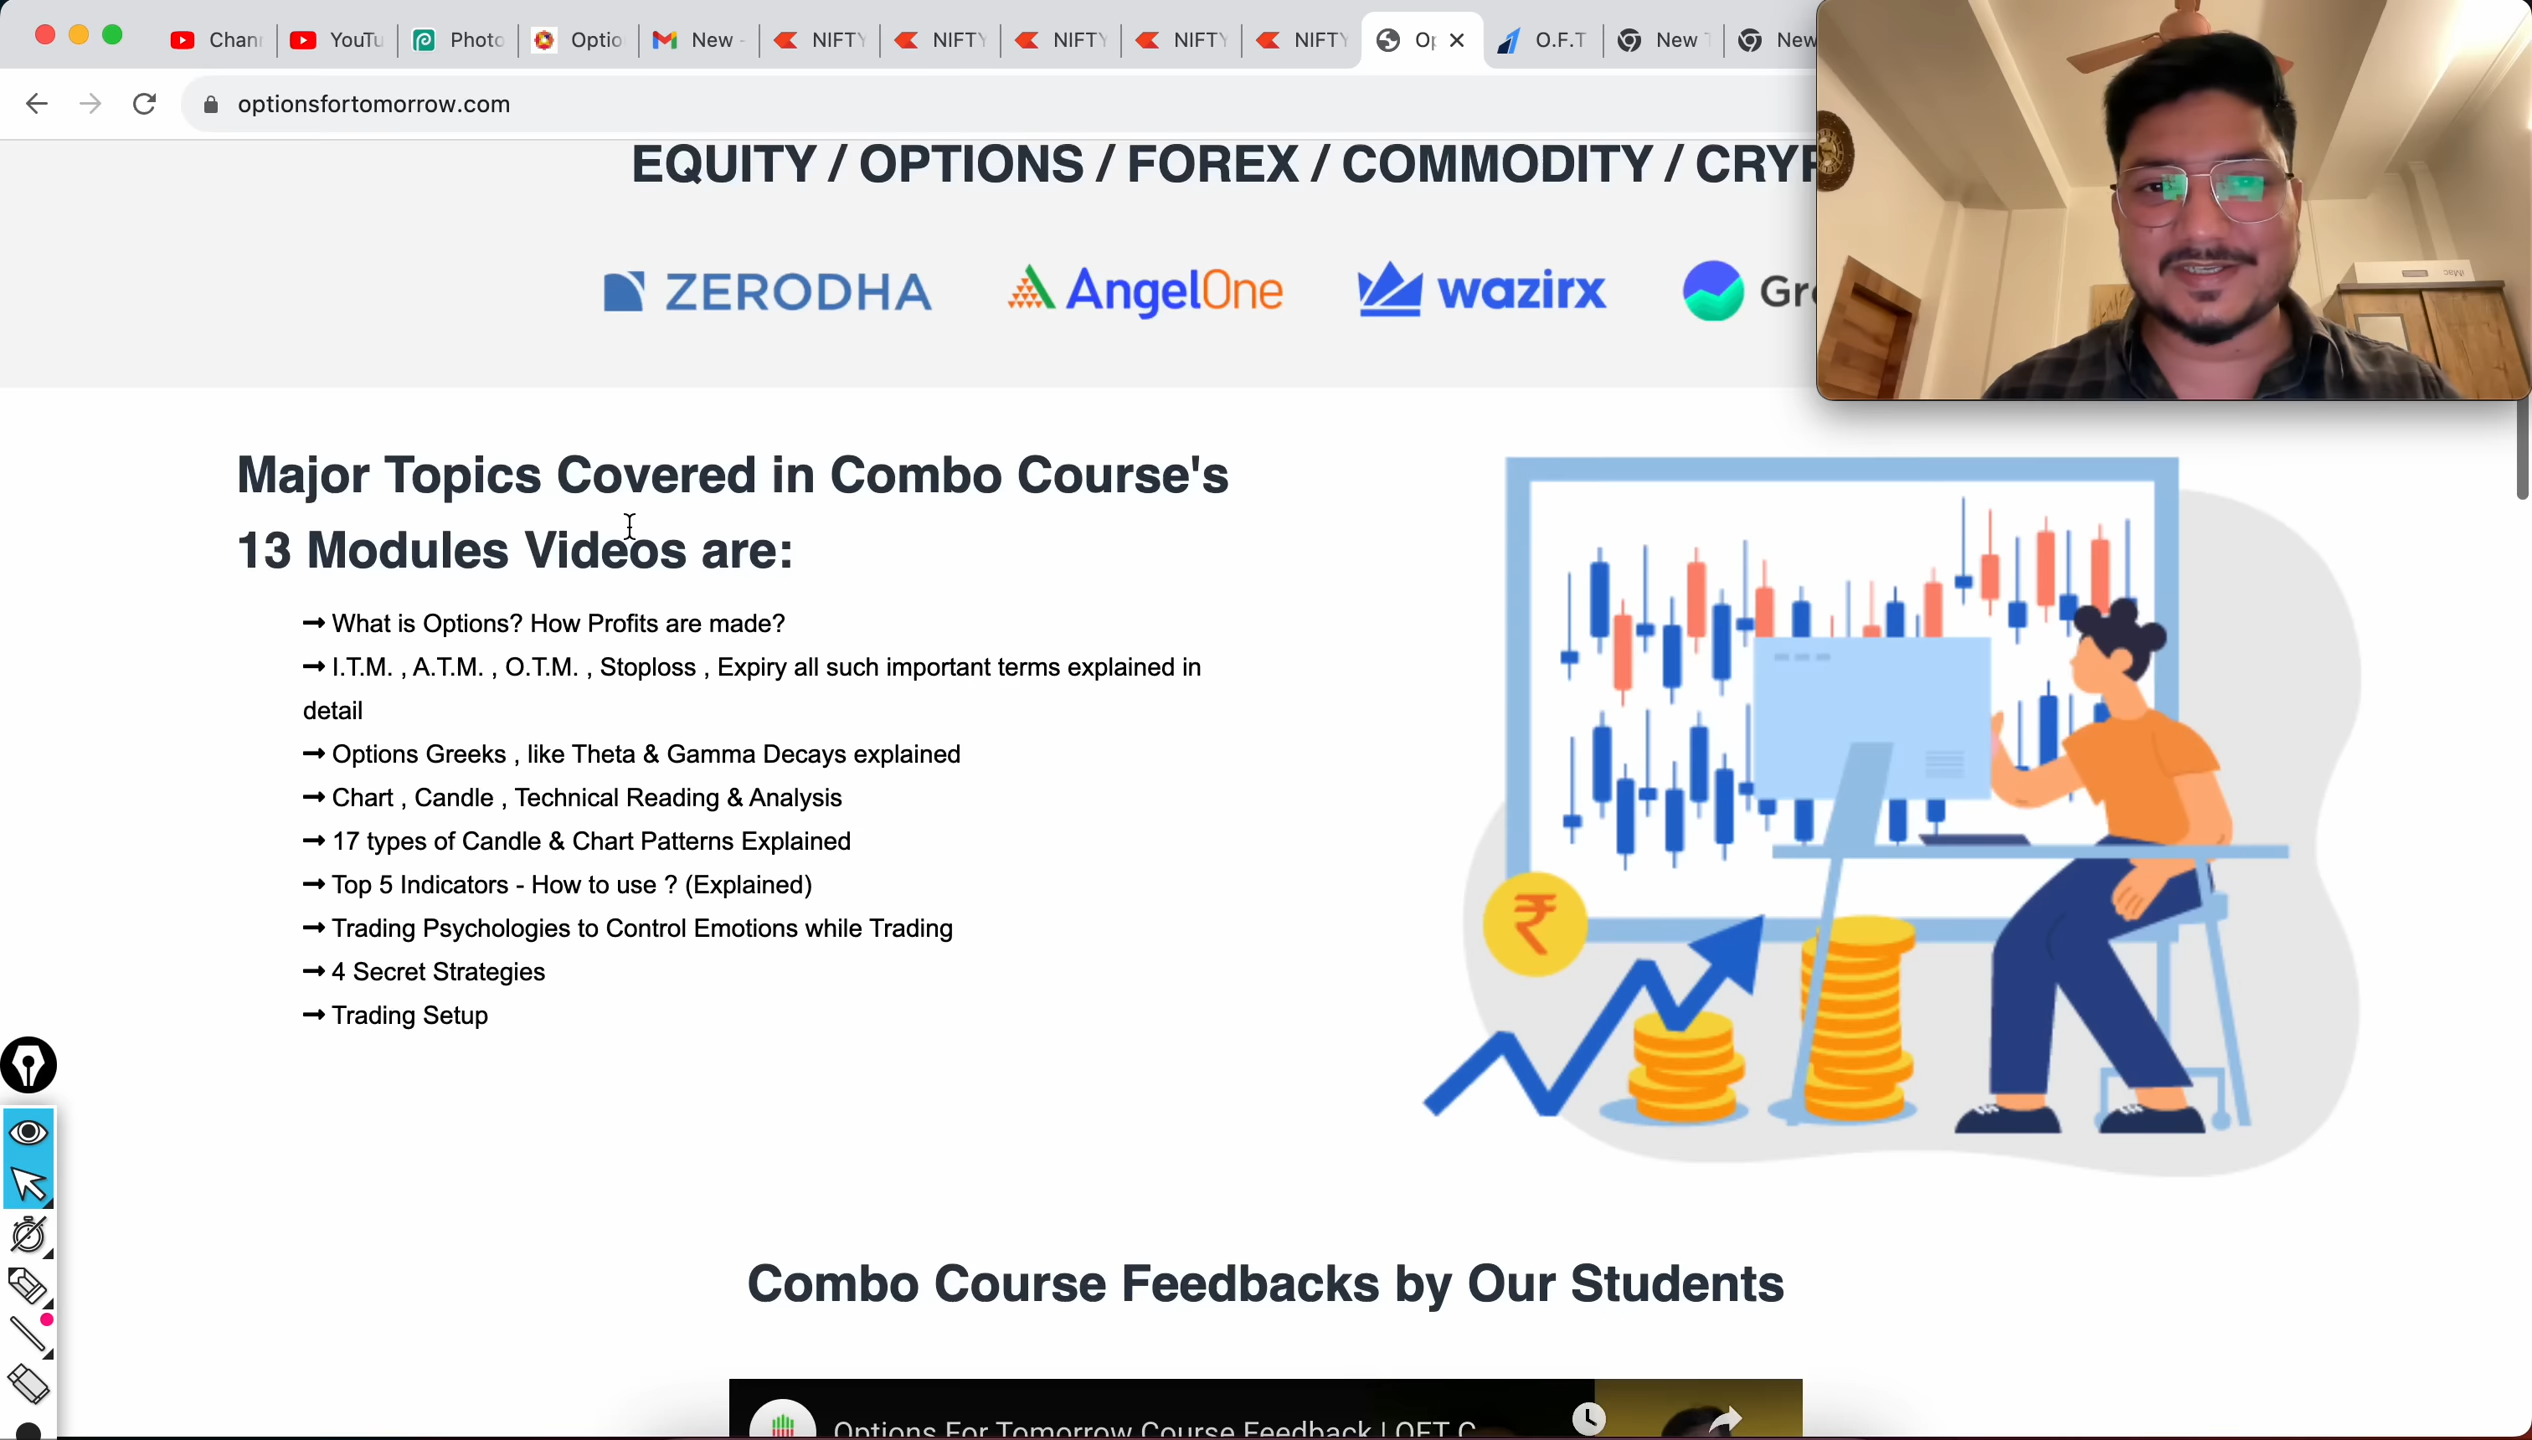 Chan
YouTu
Photo
Optio
New -
NIFTY
NIFTY
NIFTY
NIFTY
NIFTY
Op
O.F.T
New T
New
optionsfortomorrow.com
EQUITY / OPTIONS / FOREX / COMMODITY / CRYP
ZERODHA
AngelOne
wazirx
Gro
Major Topics Covered in Combo Course's
13 Modules Videos are:
→ What is Options? How Profits are made?
→ I.T.M. , A.T.M. , O.T.M. , Stoploss , Expiry all such important terms explained in
detail
→ Options Greeks , like Theta & Gamma Decays explained
→ Chart , Candle , Technical Reading & Analysis
→ 17 types of Candle & Chart Patterns Explained
→ Top 5 Indicators - How to use ? (Explained)
→ Trading Psychologies to Control Emotions while Trading
→ 4 Secret Strategies
→ Trading Setup
₹
Combo Course Feedbacks by Our Students
Options For Tomorrow Course Feedback | OFT C